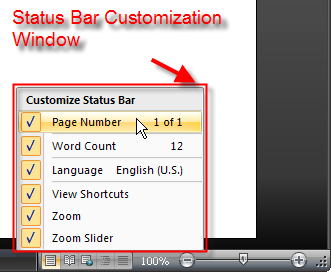 Status Bar Customization
Window
Customize Status Bar
Page Number 1 of 1
Word Count 12
Language English (U.S.)
View Shortcuts
Zoom
Zoom Slider
100%